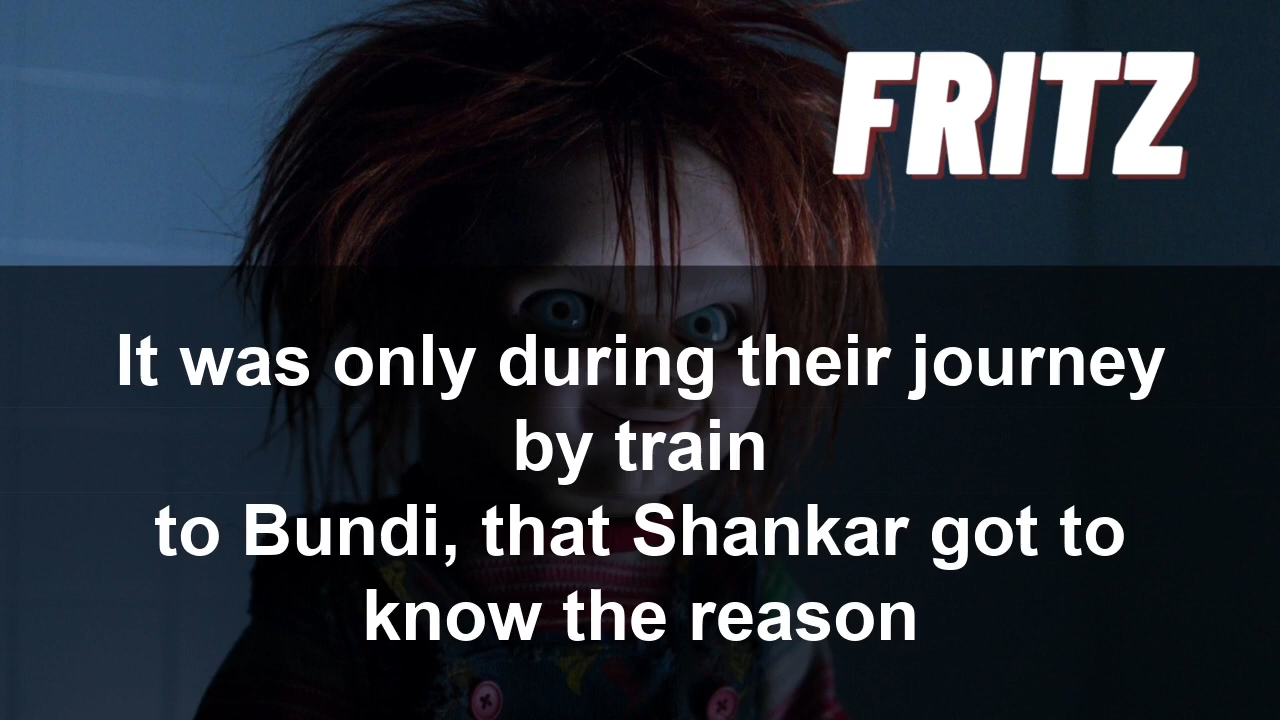 FRITZ
It was only during their journey
by train
to Bundi, that Shankar got to
know the reason